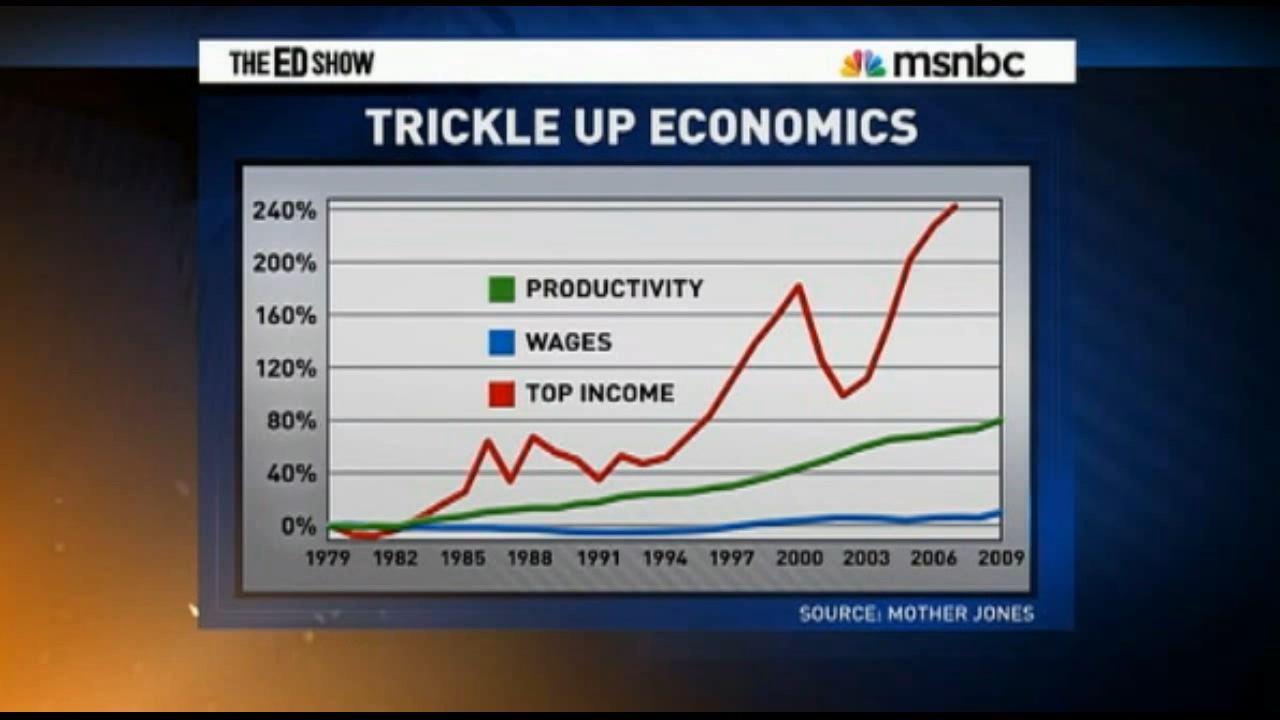 THE ED SHOW
msnbc
TRICKLE UP ECONOMICS
240%
200%
160%
120%
80%
40%
0%
PRODUCTIVITY
WAGES
TOP INCOME
1979 1982 1985 1988 1991 1994 1997 2000 2003 2006 2009
SOURCE: MOTHER JONES